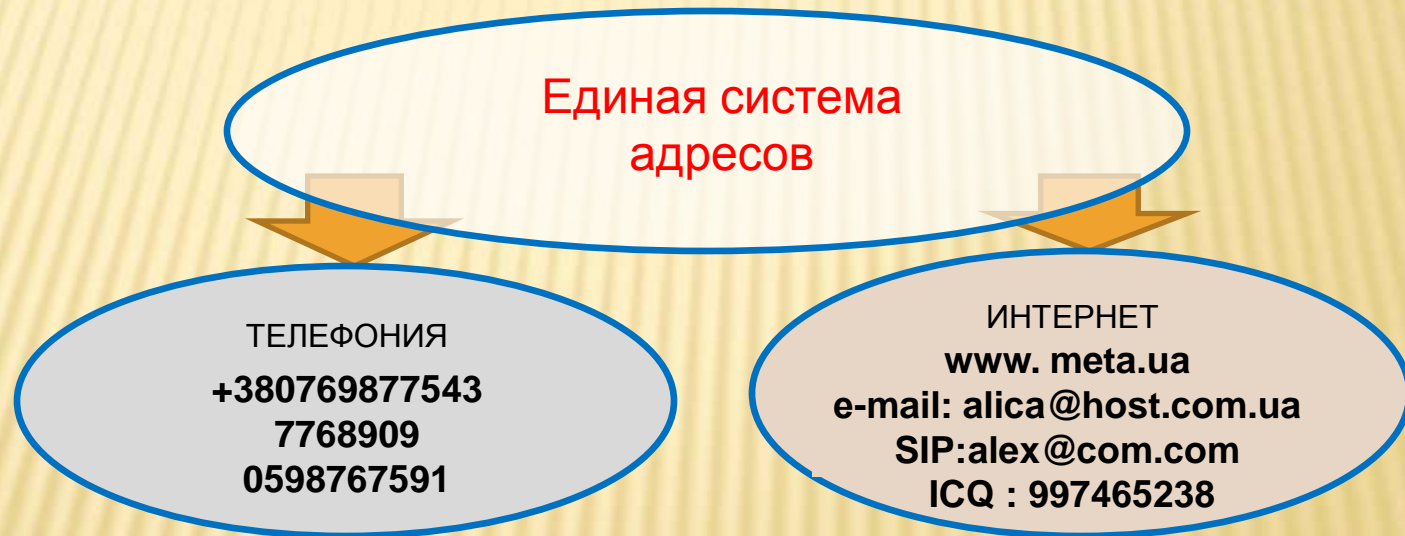 Единая система
адресов
ТЕЛЕФОНИЯ
+380769877543
7768909
0598767591
ИНТЕРНЕТ
www. meta.ua
e-mail: alica@host.com.ua
SIP:alex@com.com
ICQ : 997465238